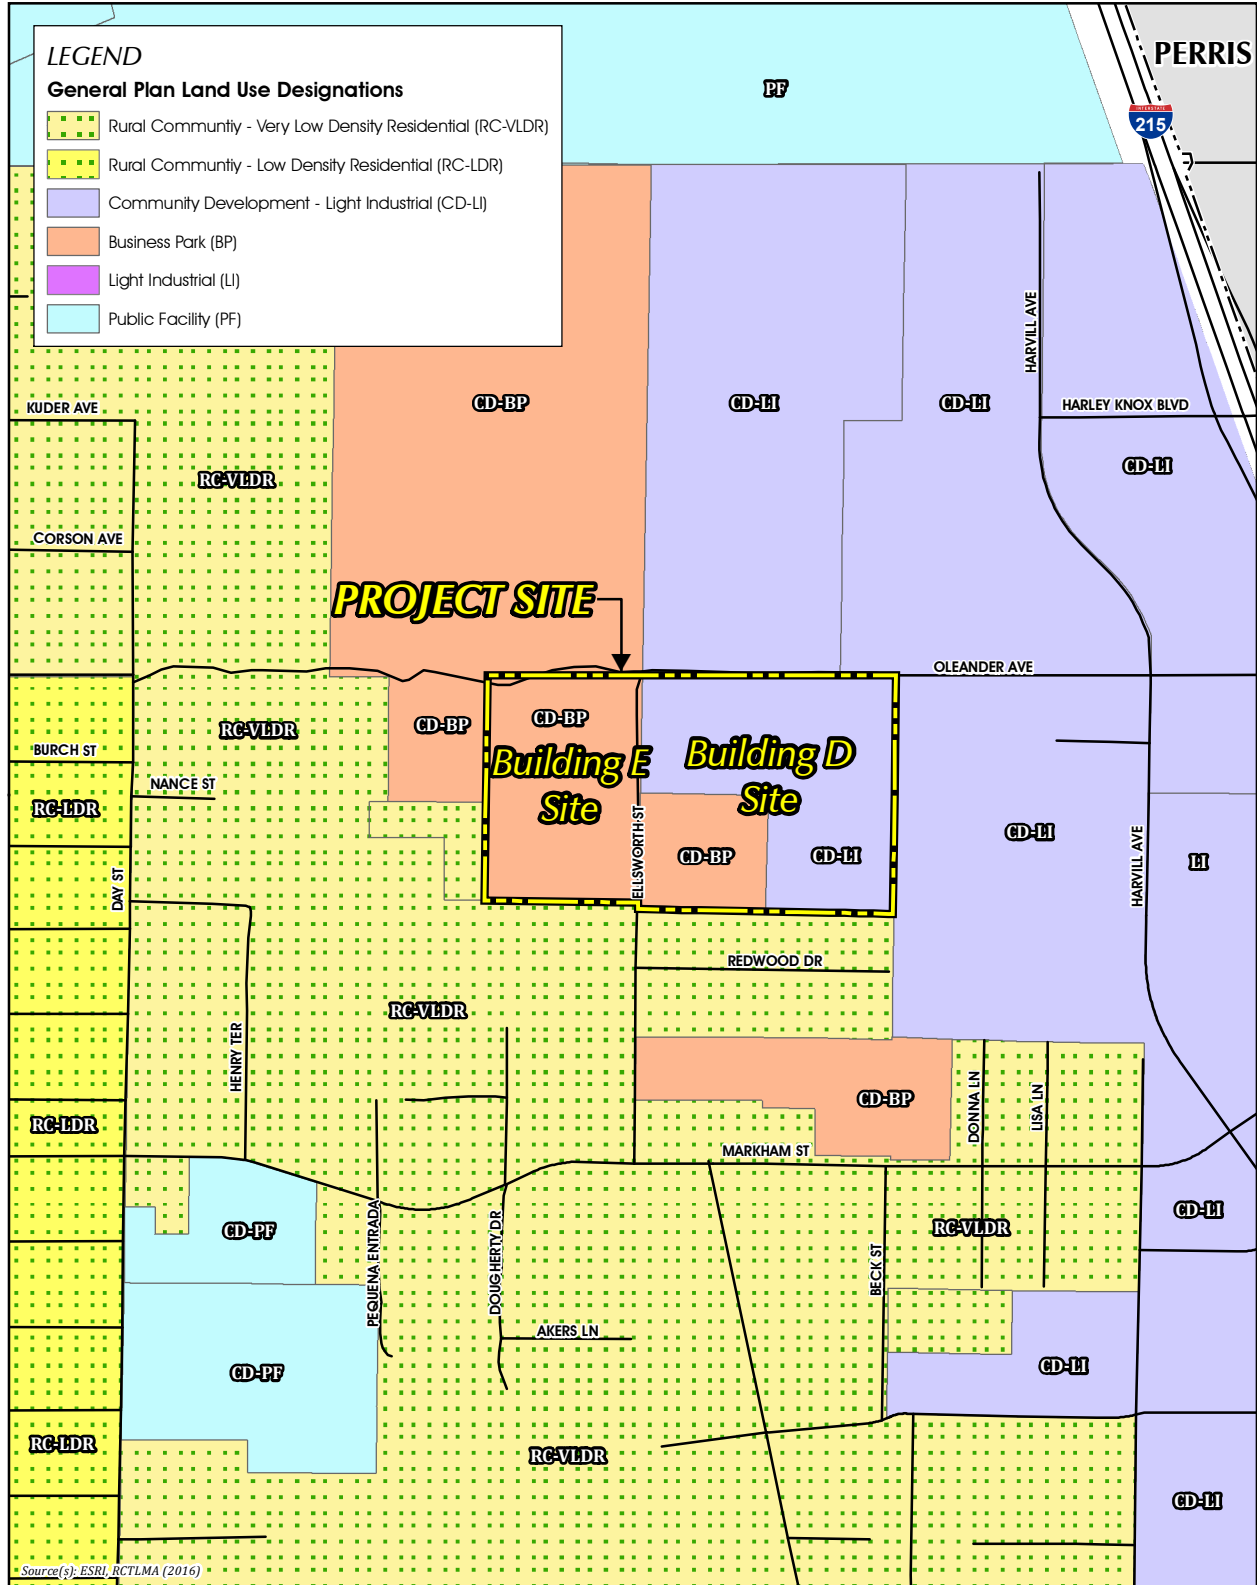 LEGEND
General Plan Land Use Designations
Rural Communtiy - Very Low Density Residential (RC-VLDR)
Rural Communtiy - Low Density Residential (RC-LDR)
Community Development - Light Industrial (CD-LI)
Business Park (BP)
Light Industrial (LI)
Public Facility (PF)
PERRIS
PF
INTERSTATE
215
HARVILL AVE
KUDER AVE
CD-BP
CD-LI
CD-LI
HARLEY KNOX BLVD
RC-VLDR
CD-LI
CORSON AVE
PROJECT SITE
OLEANDER AVE
RC-VLDR
CD-BP
CD-BP
BURCH ST
Building E
Site
Building D
Site
NANCE ST
RC-LDR
ELLSWORTH ST
CD-BP
CD-LI
CD-LI
HARVILL AVE
LI
DAY ST
REDWOOD DR
RC-VLDR
HENRY TER
CD-BP
DONNA LN
LISA LN
RC-LDR
MARKHAM ST
CD-PF
PEQUENA ENTRADA
DOUGHERTY DR
BECK ST
RC-VLDR
CD-LI
AKERS LN
CD-PF
CD-LI
RC-LDR
RC-VLDR
CD-LI
Source(s): ESRI, RCTLMA (2016)